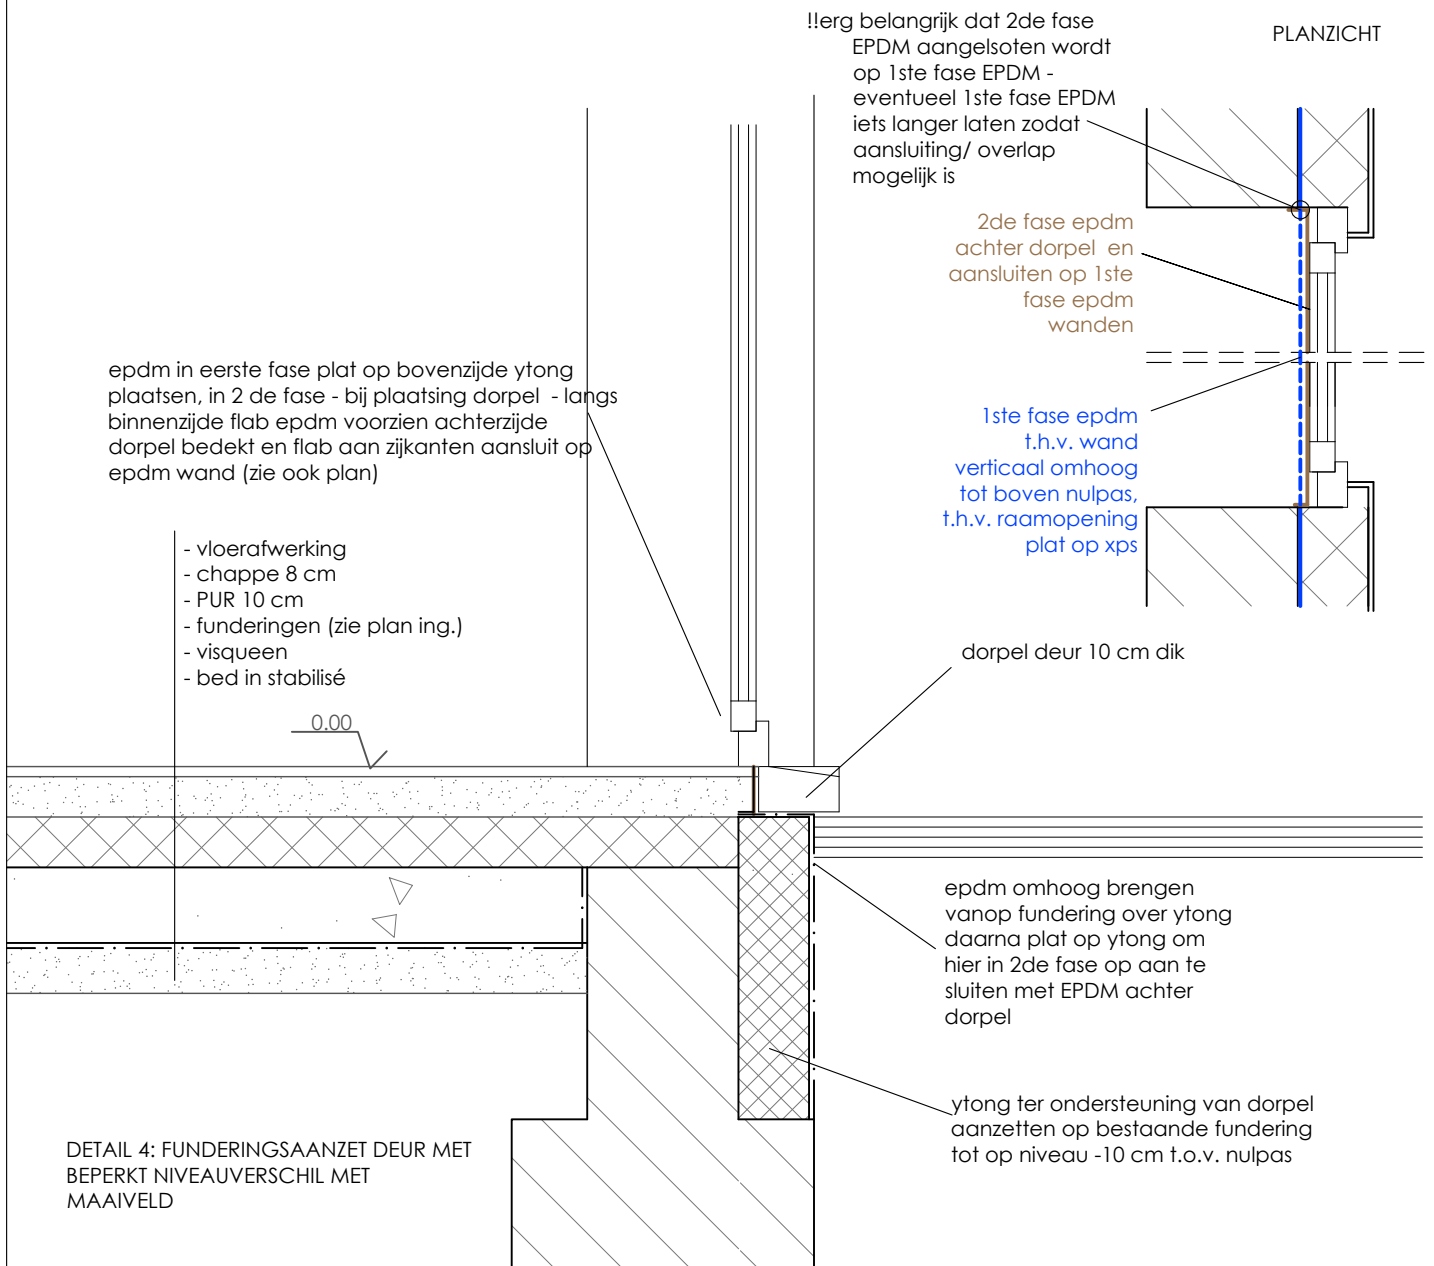 !!erg belangrijk dat 2de fase
EPDM aangelsoten wordt
op 1ste fase EPDM -
eventueel 1ste fase EPDM
iets langer laten zodat
aansluiting/ overlap
mogelijk is
PLANZICHT
2de fase epdm
achter dorpel en
aansluiten op 1ste
fase epdm
wanden
epdm in eerste fase plat op bovenzijde ytong
plaatsen, in 2 de fase - bij plaatsing dorpel - langs
binnenzijde flab epdm voorzien achterzijde
dorpel bedekt en flab aan zijkanten aansluit op
epdm wand (zie ook plan)
1ste fase epdm
t.h.v. wand
verticaal omhoog
tot boven nulpas,
t.h.v. raamopening
plat op xps
- vloerafwerking
- chappe 8 cm
- PUR 10 cm
- funderingen (zie plan ing.)
- visqueen
- bed in stabilisé
dorpel deur 10 cm dik
0.00
epdm omhoog brengen
vanop fundering over ytong
daarna plat op ytong om
hier in 2de fase op aan te
sluiten met EPDM achter
dorpel
ytong ter ondersteuning van dorpel
aanzetten op bestaande fundering
tot op niveau -10 cm t.o.v. nulpas
DETAIL 4: FUNDERINGSAANZET DEUR MET
BEPERKT NIVEAUVERSCHIL MET
MAAIVELD